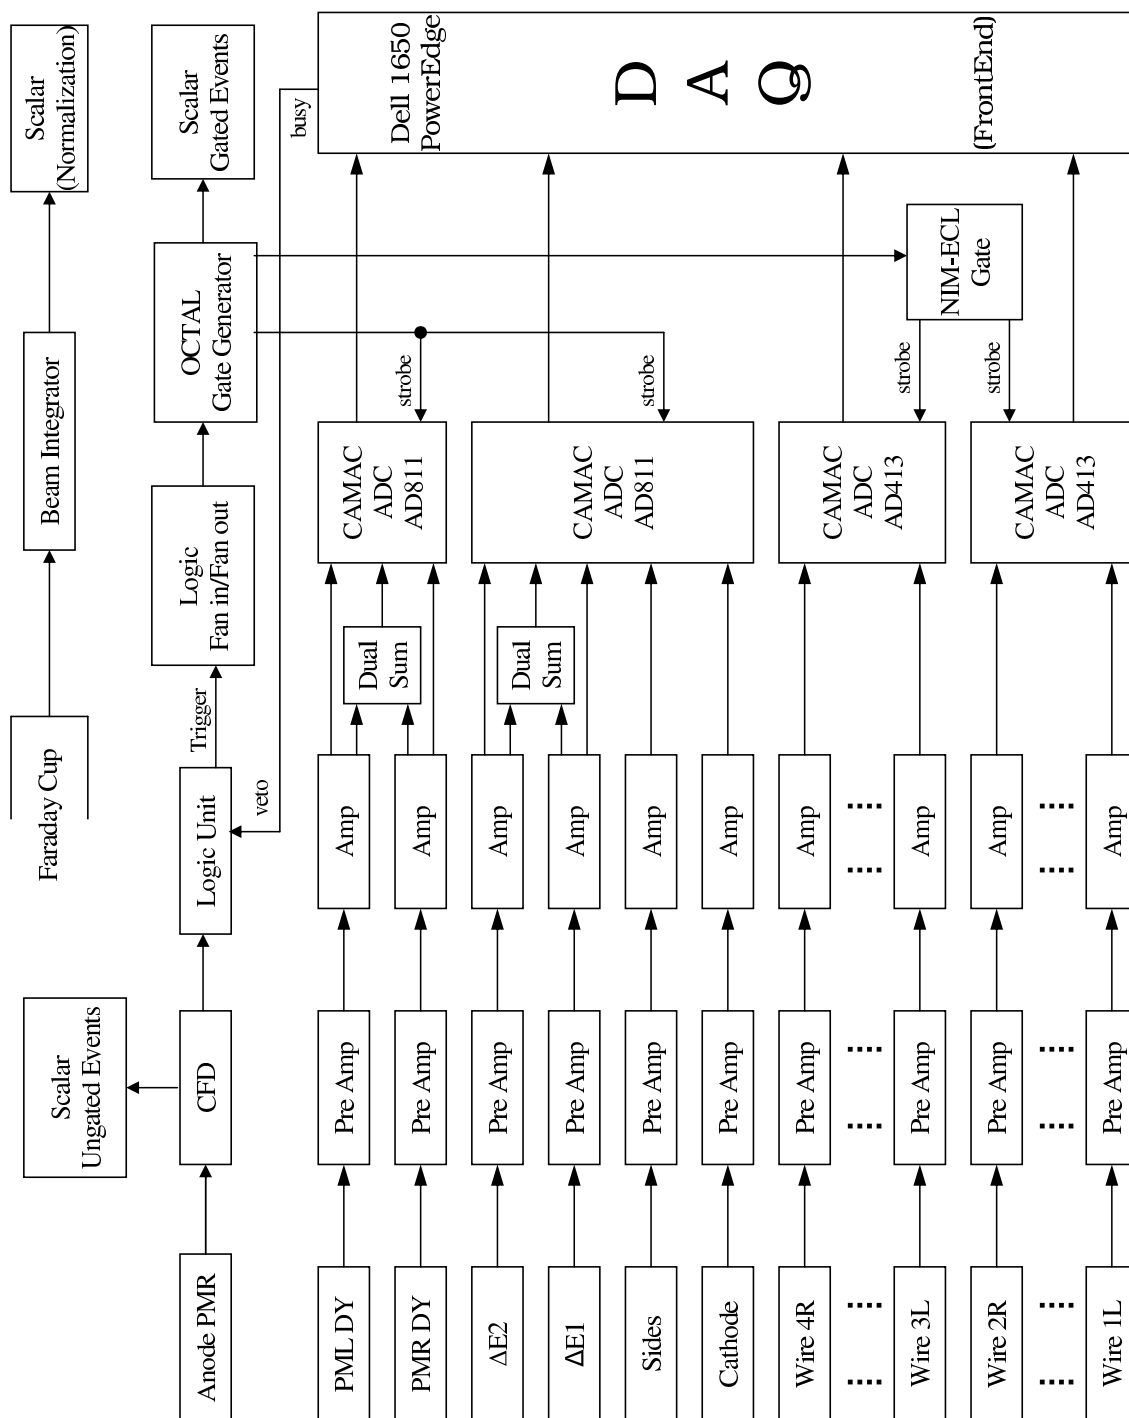 Faraday Cup
Beam Integrator
Scalar
(Normalization)
Scalar
Ungated Events
Anode PMR
CFD
Logic Unit
Trigger
Logic
Fan in/Fan out
OCTAL
Gate Generator
Scalar
Gated Events
veto
busy
PML DY
Pre Amp
Amp
Dual
Sum
CAMAC
ADC
AD811
strobe
PMR DY
Pre Amp
Amp
ΔE2
Pre Amp
Amp
Dual
Sum
CAMAC
ADC
AD811
strobe
ΔE1
Pre Amp
Amp
Sides
Pre Amp
Amp
Cathode
Pre Amp
Amp
Wire 4R
Pre Amp
Amp
CAMAC
ADC
AD413
strobe
Wire 3L
Pre Amp
Amp
NIM-ECL
Gate
Wire 2R
Pre Amp
Amp
CAMAC
ADC
AD413
strobe
Wire 1L
Pre Amp
Amp
Dell 1650
PowerEdge
D
A
Q
(FrontEnd)